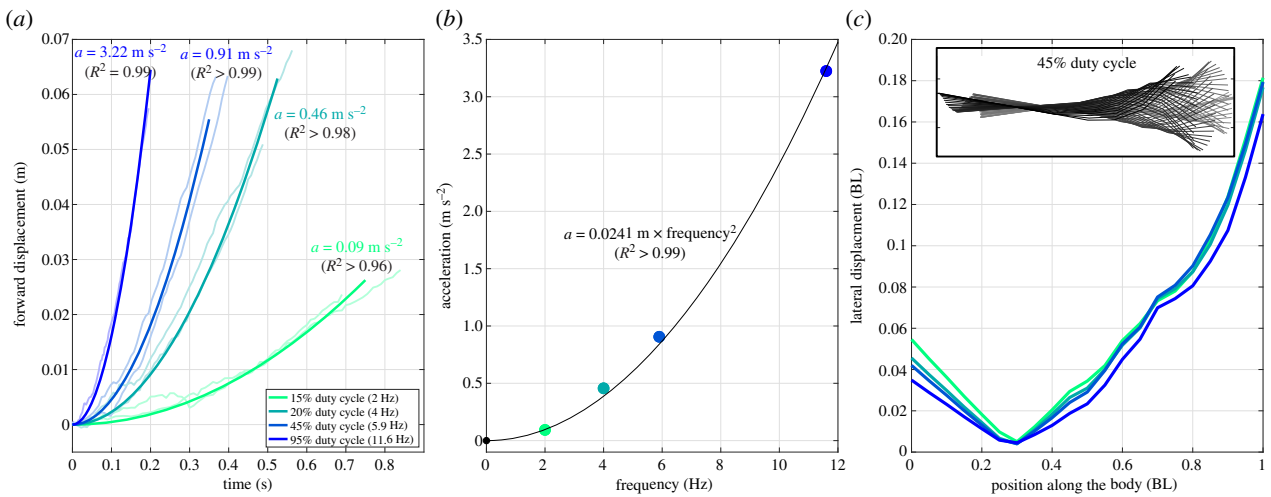 (a)
0.07
0.06
0.05
0.04
0.03
0.02
0.01
0
0
0.1
0.2
0.3
0.4
0.5
0.6
0.7
0.8
forward displacement (m)
time (s)
a = 3.22 m s⁻²
(R² = 0.99)
a = 0.91 m s⁻²
(R² > 0.99)
a = 0.46 m s⁻²
(R² > 0.98)
a = 0.09 m s⁻²
(R² > 0.96)
15% duty cycle (2 Hz)
20% duty cycle (4 Hz)
45% duty cycle (5.9 Hz)
95% duty cycle (11.6 Hz)
(b)
3.5
3.0
2.5
2.0
1.5
1.0
0.5
0
0
2
4
6
8
10
12
acceleration (m s⁻²)
frequency (Hz)
a = 0.0241 m × frequency²
(R² > 0.99)
(c)
0.20
0.18
0.16
0.14
0.12
0.10
0.08
0.06
0.04
0.02
0
0
0.2
0.4
0.6
0.8
1
lateral displacment (BL)
position along the body (BL)
45% duty cycle